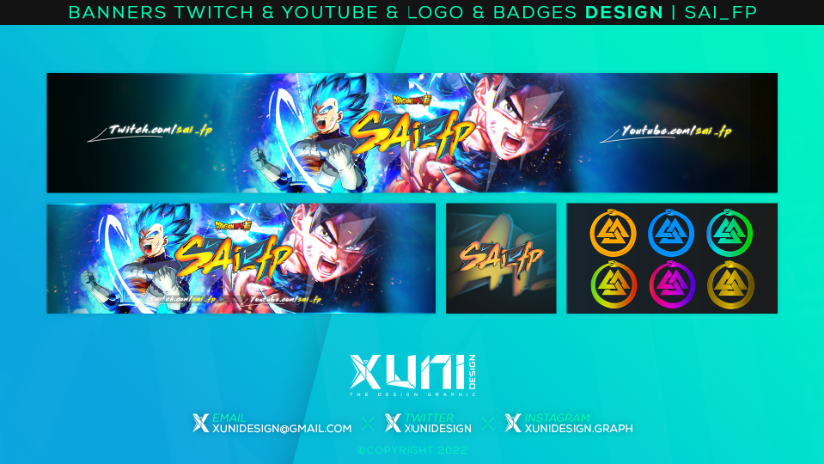 BANNERS TWITCH & YOUTUBE & LOGO & BADGES DESIGN | SAI_FP
DRAGONBALL
SAi_fp
Twitch.com/sai_fp
Youtube.com/sai_fp
DRAGONBALL
SAi_fp
Twitch.com/sai_fp
Youtube.com/sai_fp
SAi_fp
XUNI DESIGN
THE DESIGN GRAPHIC
EMAIL
XUNIDESIGN@GMAIL.COM
TWITTER
XUNIDESIGN
INSTAGRAM
XUNIDESIGN.GRAPH
©COPYRIGHT 2022